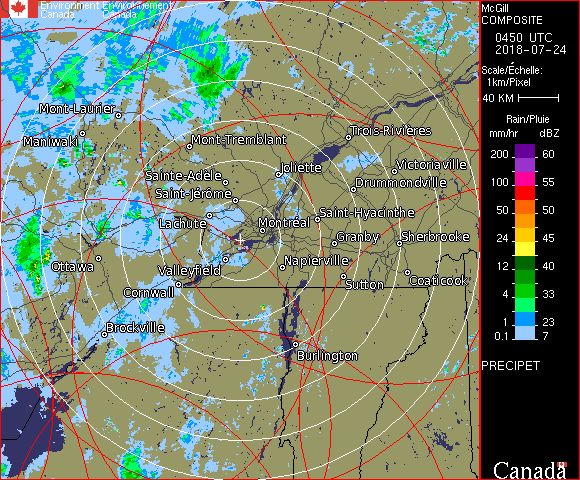 Environment Environnement
Canada Canada
McGill
COMPOSITE
0450 UTC
2018-07-24
Scale/Échelle:
1km/Pixel
40 KM
Rain/Pluie
mm/hr dBZ
200 60
100 55
50 50
24 45
12 40
4 33
1 23
0.1 7
PRECIPET
Canada
Mont-Laurier
Maniwaki
Mont-Tremblant
Trois-Rivières
Sainte-Adèle
Joliette
Victoriaville
Saint-Jérôme
Drummondville
Lachute
Montréal
Saint-Hyacinthe
Granby
Sherbrooke
Ottawa
Valleyfield
Napierville
Cornwall
Sutton
Coaticook
Brockville
Burlington